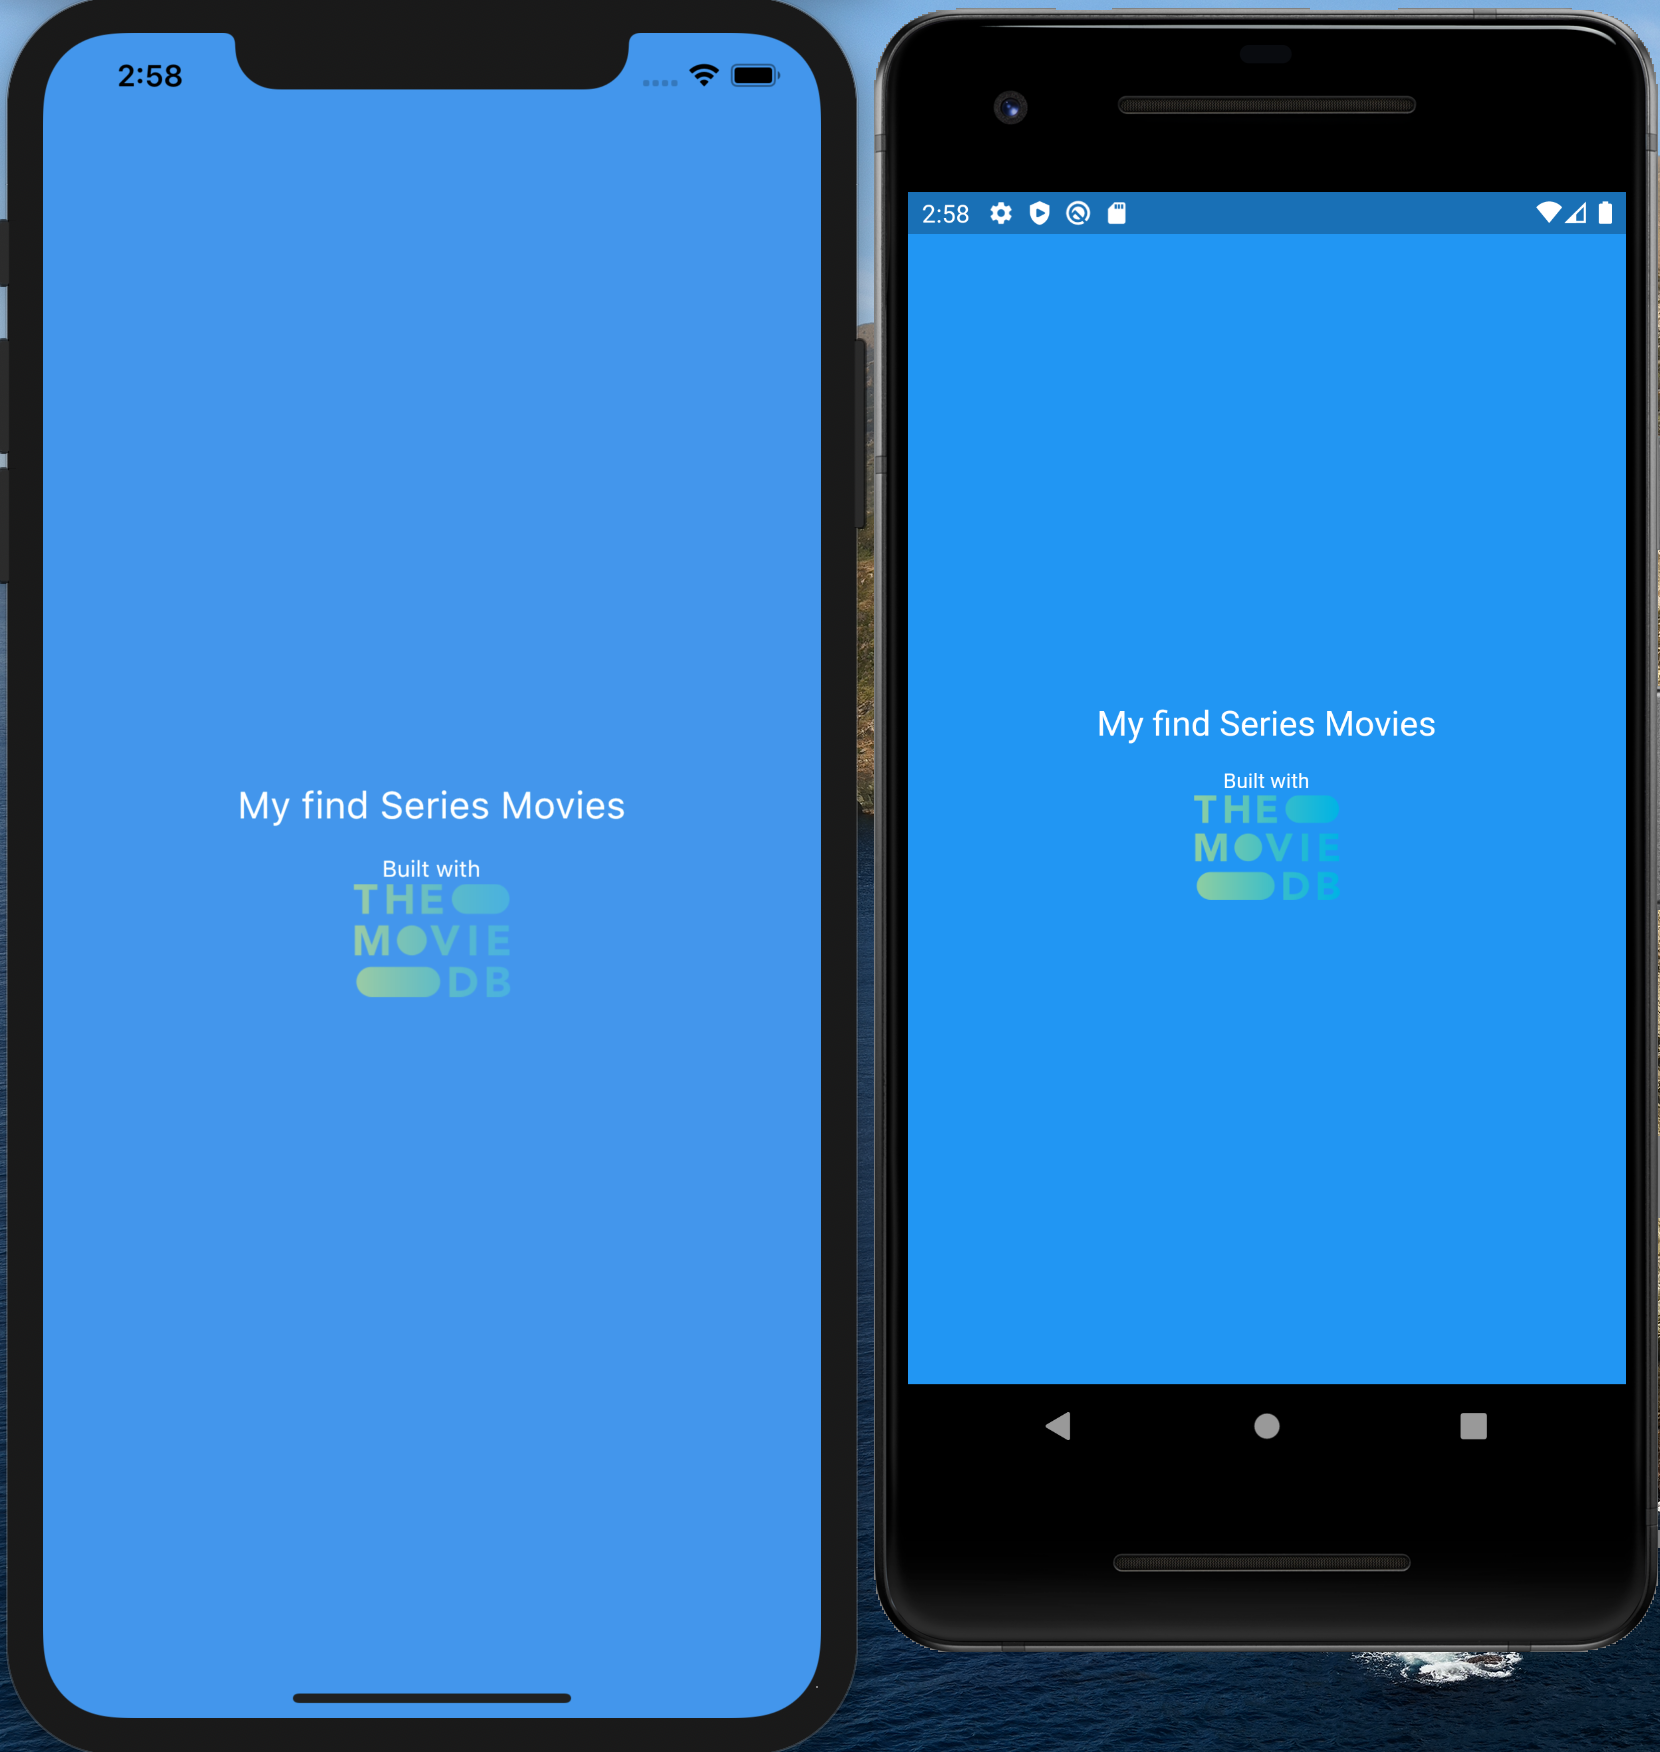 2:58
My find Series Movies
Built with
THE
MOVIE
DB
2:58
My find Series Movies
Built with
THE
MOVIE
DB